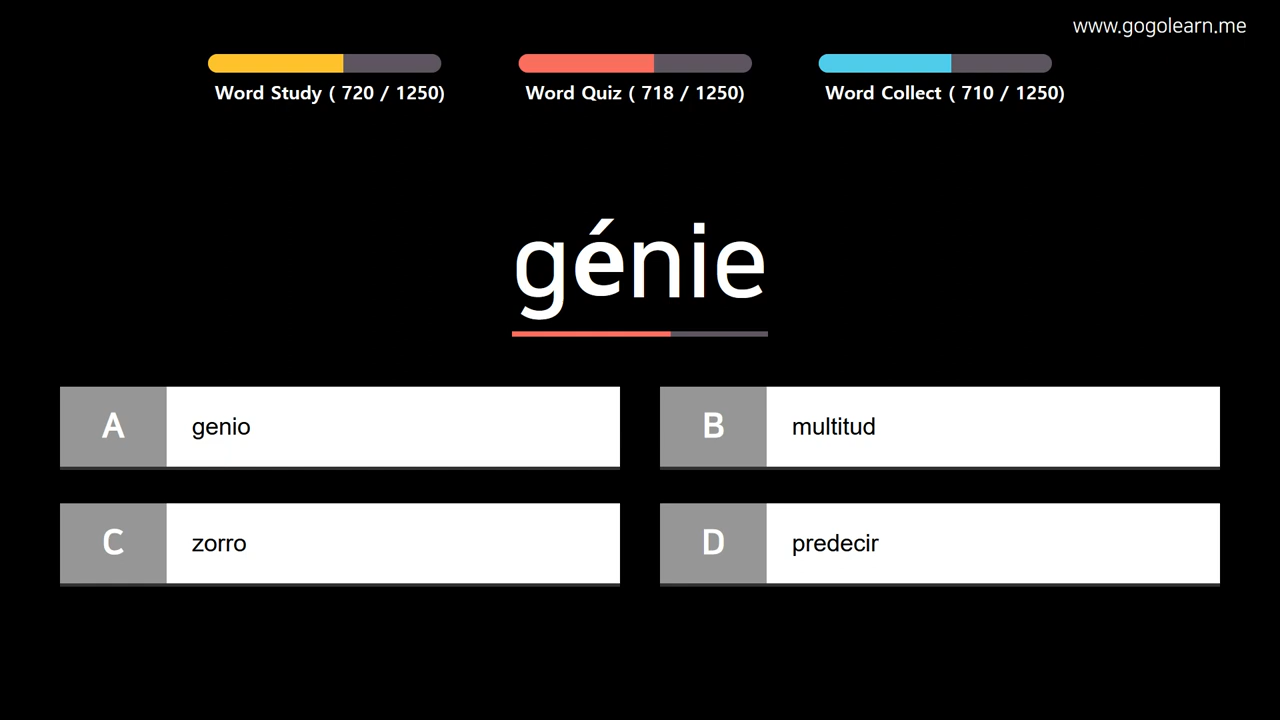 www.gogolearn.me
Word Study ( 720 / 1250)
Word Quiz ( 718 / 1250)
Word Collect ( 710 / 1250)
génie
A genio
B multitud
C zorro
D predecir